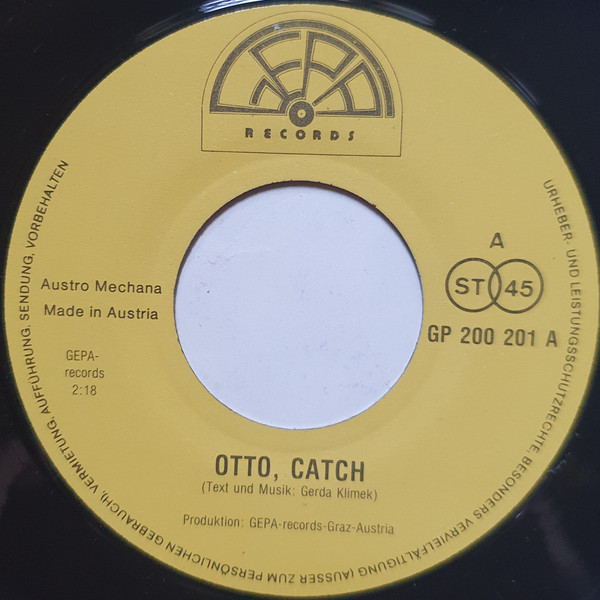 GEPA
RECORDS
A
ST 45
GP 200 201 A
Austro Mechana
Made in Austria
GEPA-
records
2:18
OTTO, CATCH
(Text und Musik: Gerda Klimek)
Produktion: GEPA-records-Graz-Austria
URHEBER- UND LEISTUNGSSCHUTZRECHTE, BESONDERS VERVIELFÄLTIGUNG (AUSSER ZUM PERSÖNLICHEN GEBRAUCH), VERMIETUNG, AUFFÜHRUNG, SENDUNG, VORBEHALTEN